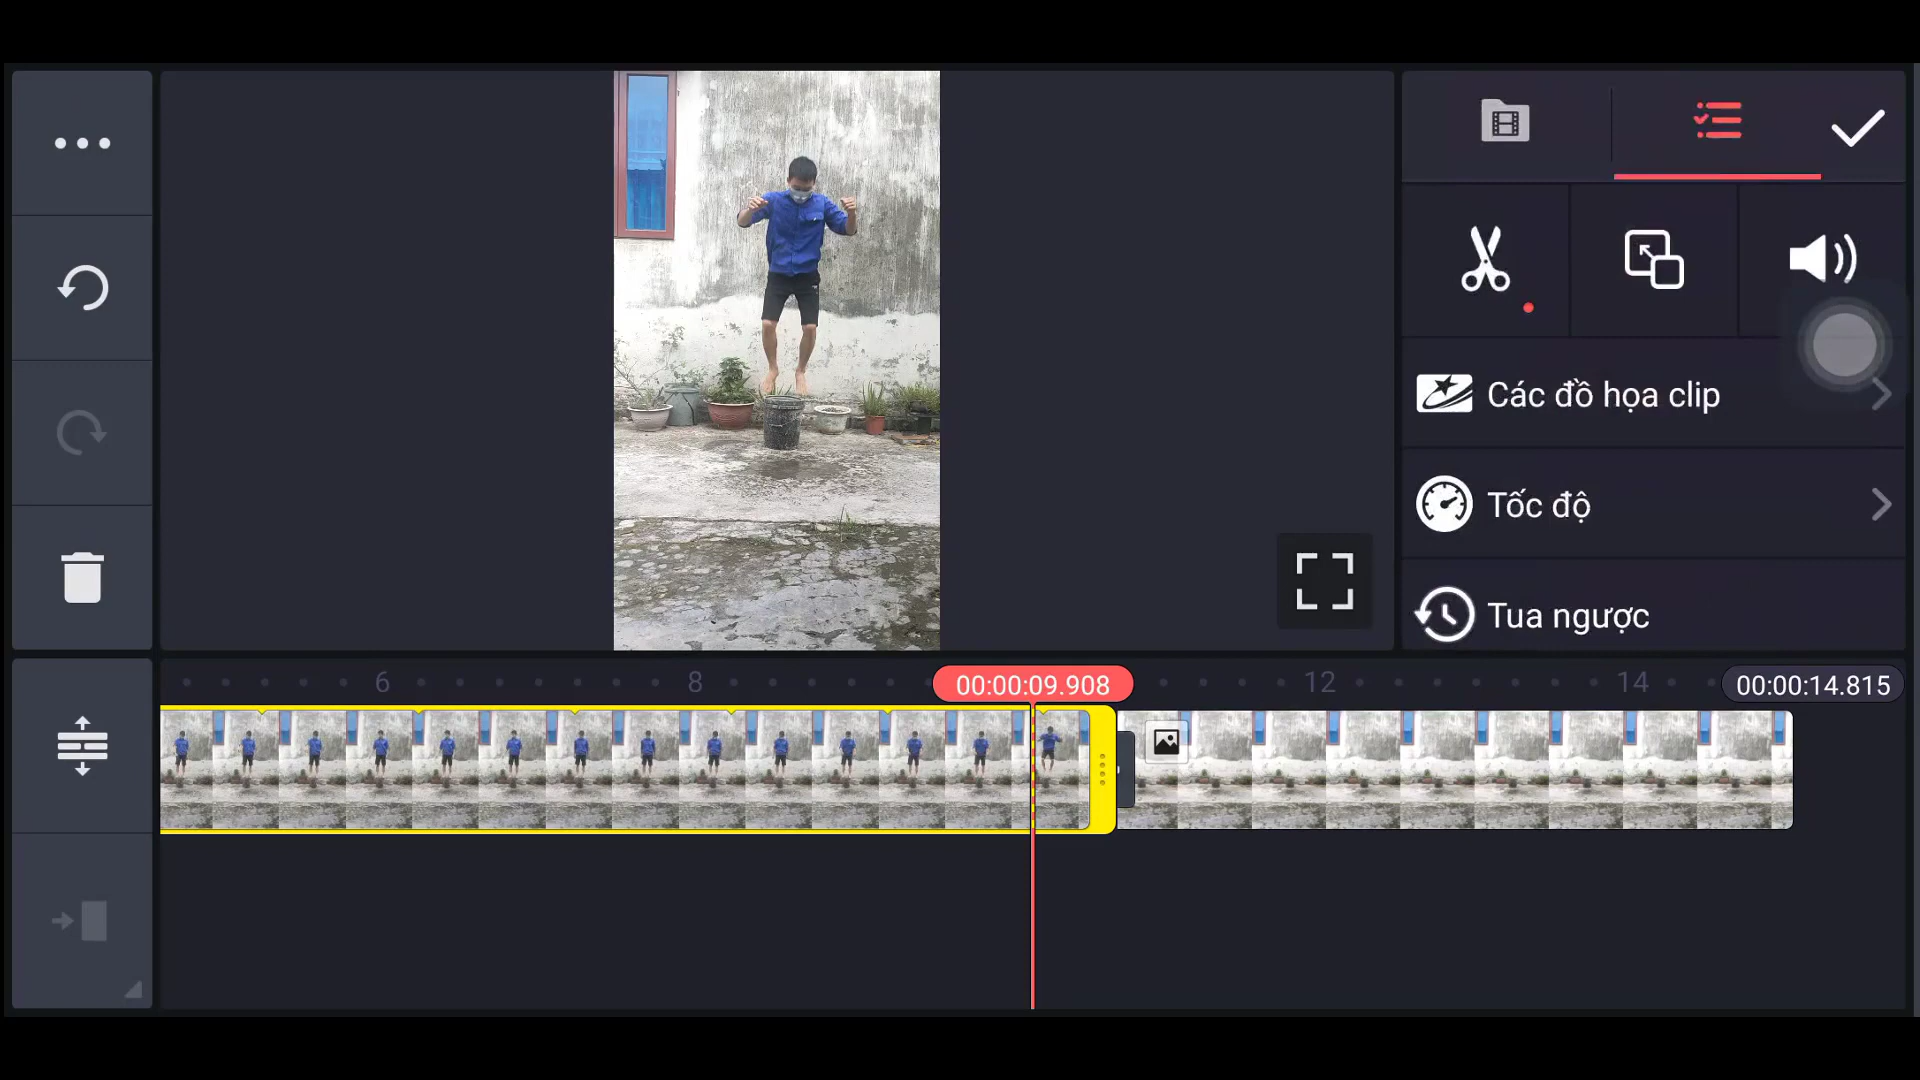 Các đồ họa clip
Tốc độ
Tua ngược
6
8
00:00:09.908
12
14
00:00:14.815